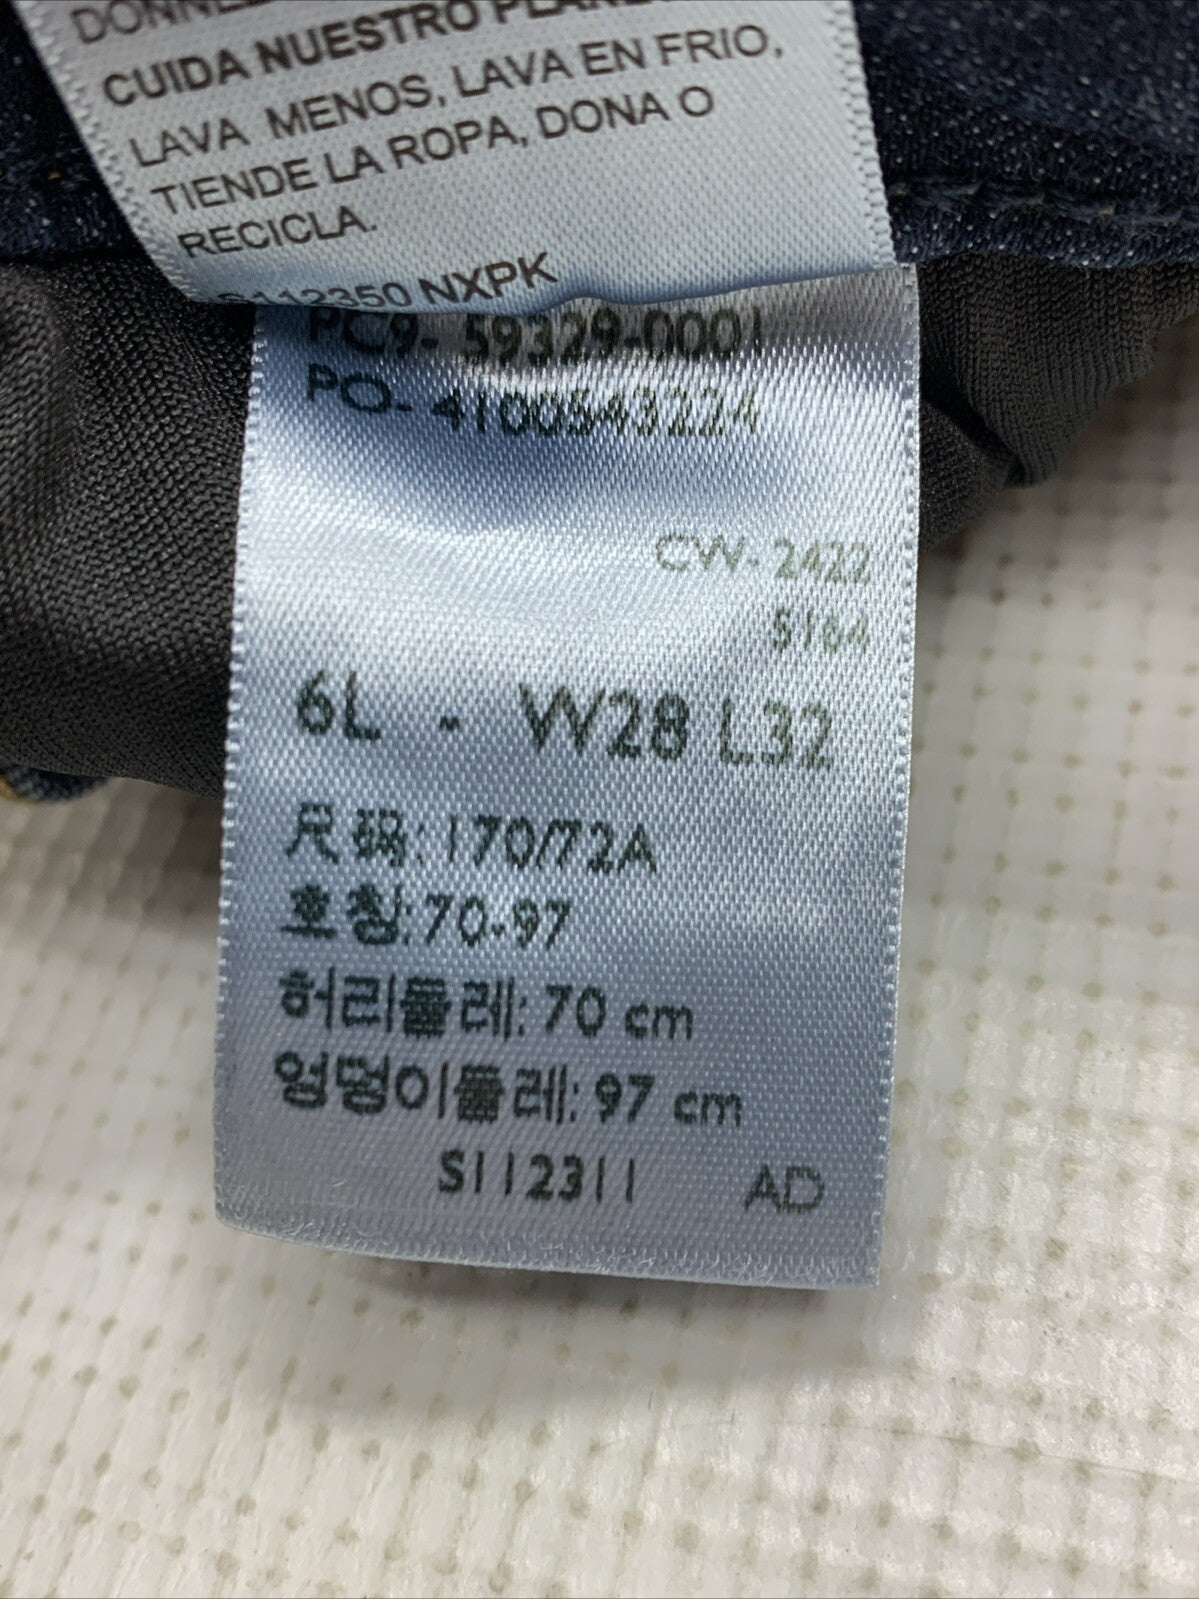 CUIDA NUESTRO
LAVA MENOS, LAVA EN FRIO,
TIENDE LA ROPA, DONA O
RECICLA.
S112350 NXPK
PC9- 59329-0001
PO- 4100543224
CW- 2422
5164
6L - W28 L32
尺码: 170/72A
호칭: 70-97
허리둘레: 70 cm
엉덩이둘레: 97 cm
S112311 AD